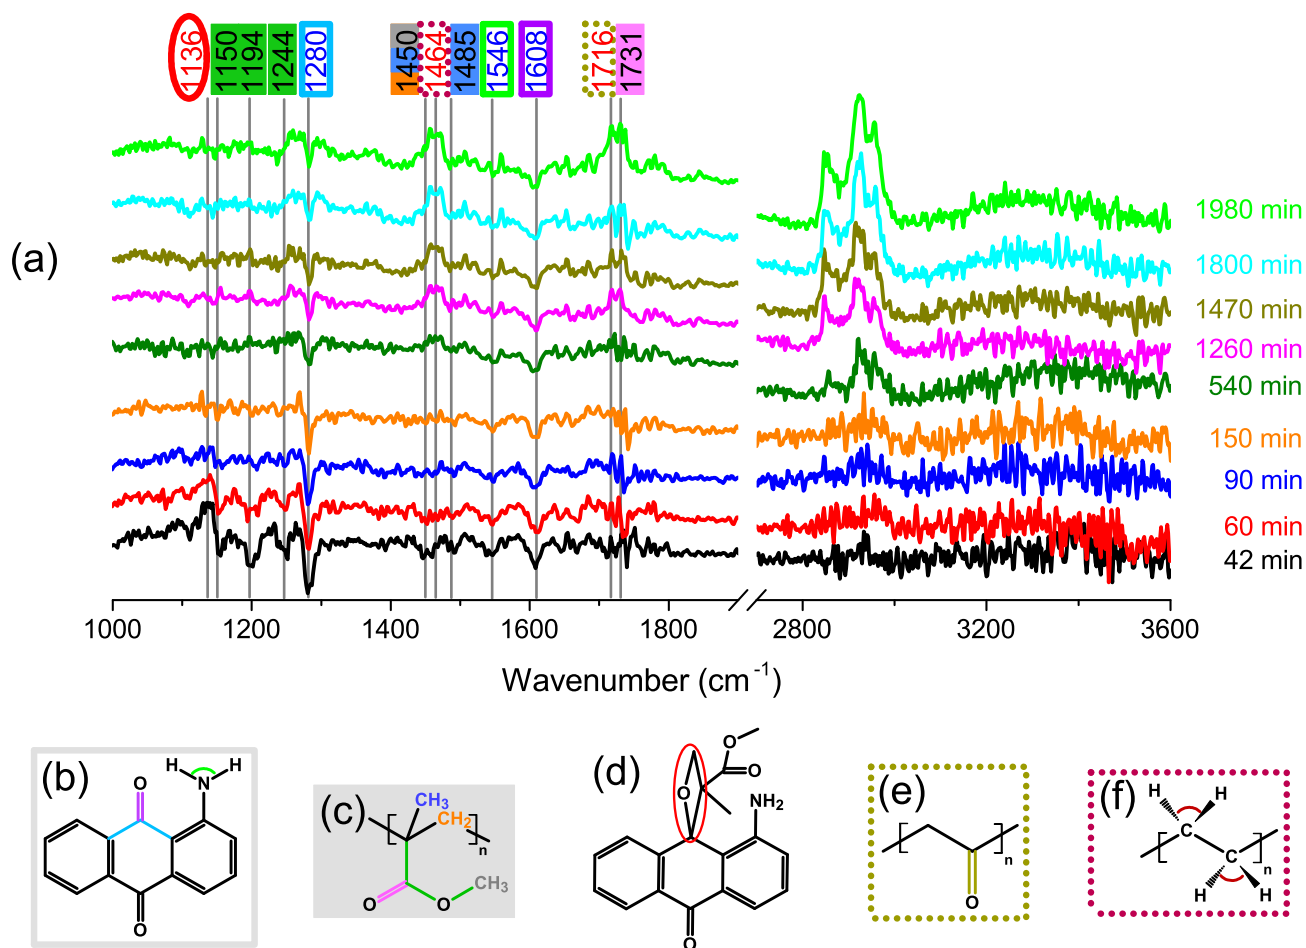 1136 1150 1194 1244 1280 1450 1464 1485 1546 1608 1716 1731
(a)
1980 min
1800 min
1470 min
1260 min
540 min
150 min
90 min
60 min
42 min
1000 1200 1400 1600 1800 2800 3200 3600
Wavenumber (cm-1)
(b)
H H
N
O
O
(c)
CH3
CH2
n
O
O
CH3
(d)
O
O
O
NH2
O
(e)
n
O
(f)
H H
C
C
n
H H